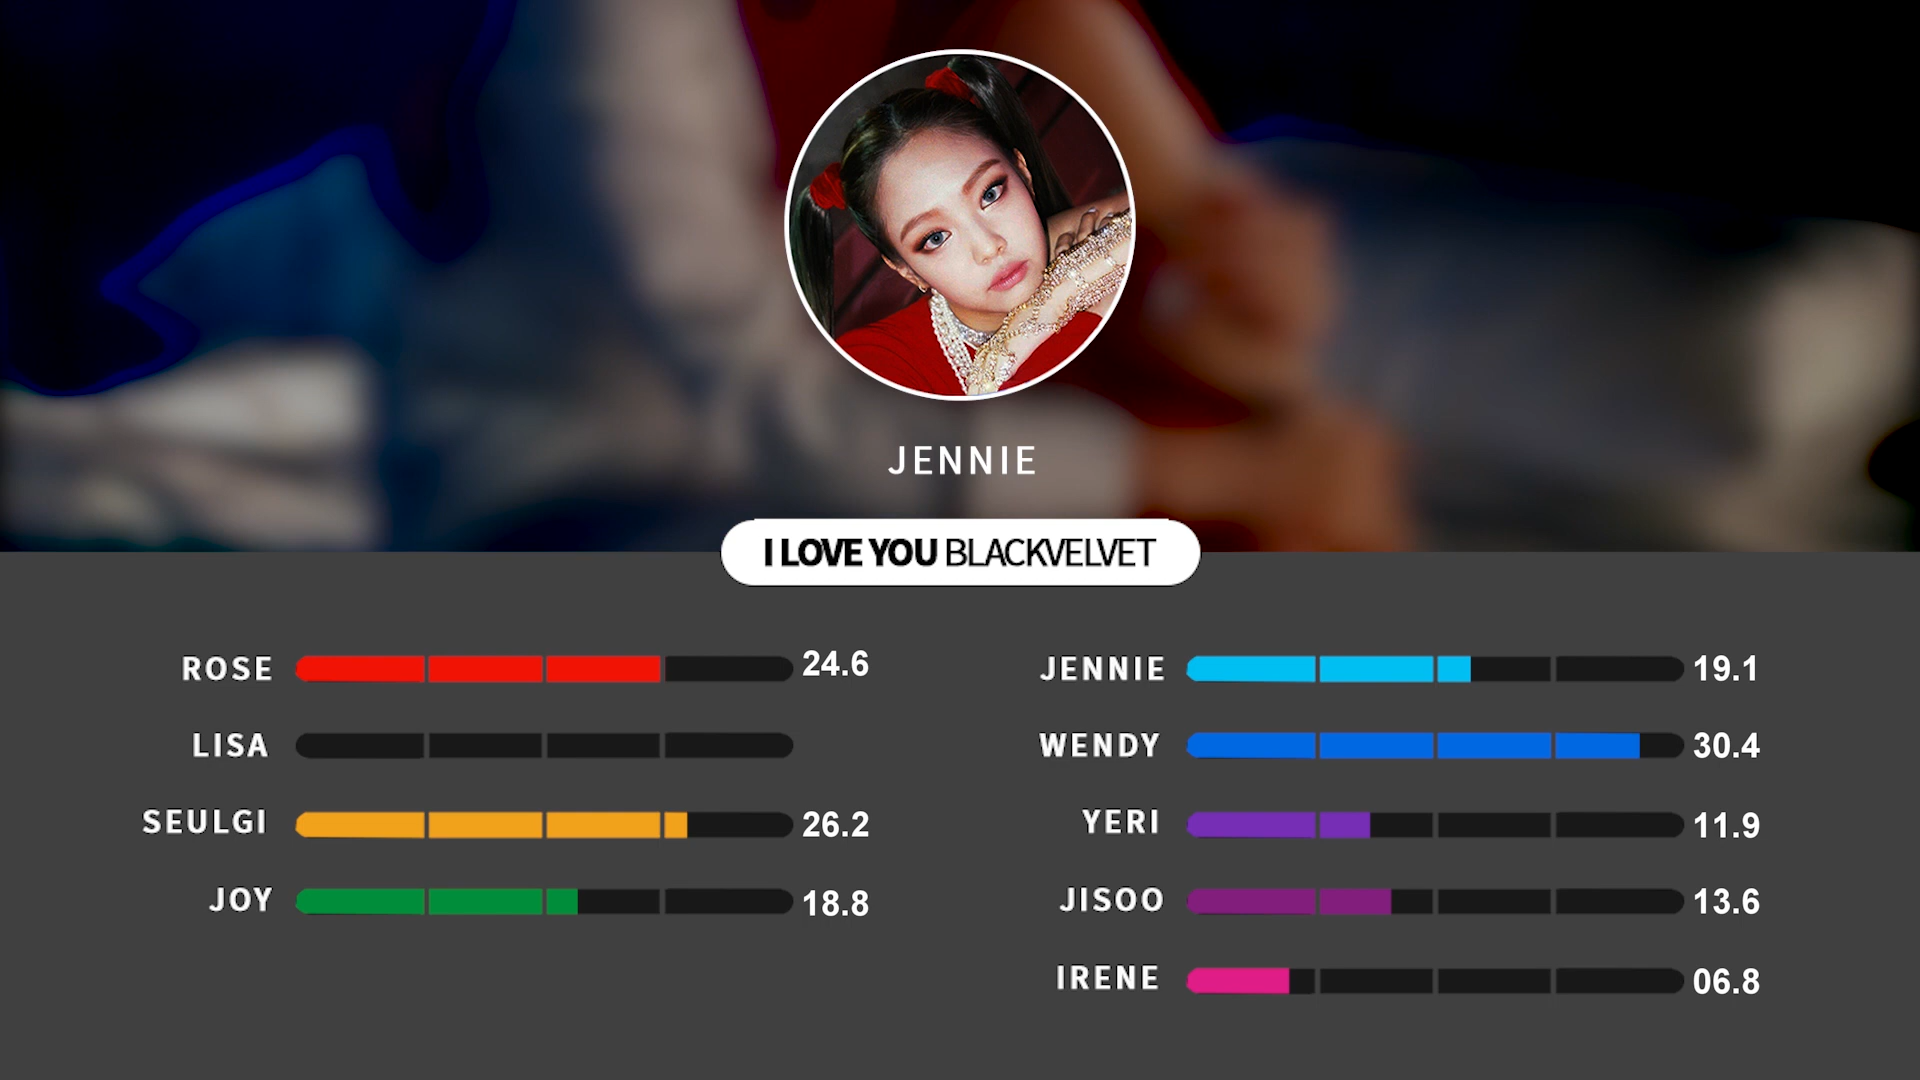 JENNIE
I LOVE YOU BLACKVELVET
ROSE 24.6
LISA
SEULGI 26.2
JOY 18.8
JENNIE 19.1
WENDY 30.4
YERI 11.9
JISOO 13.6
IRENE 06.8